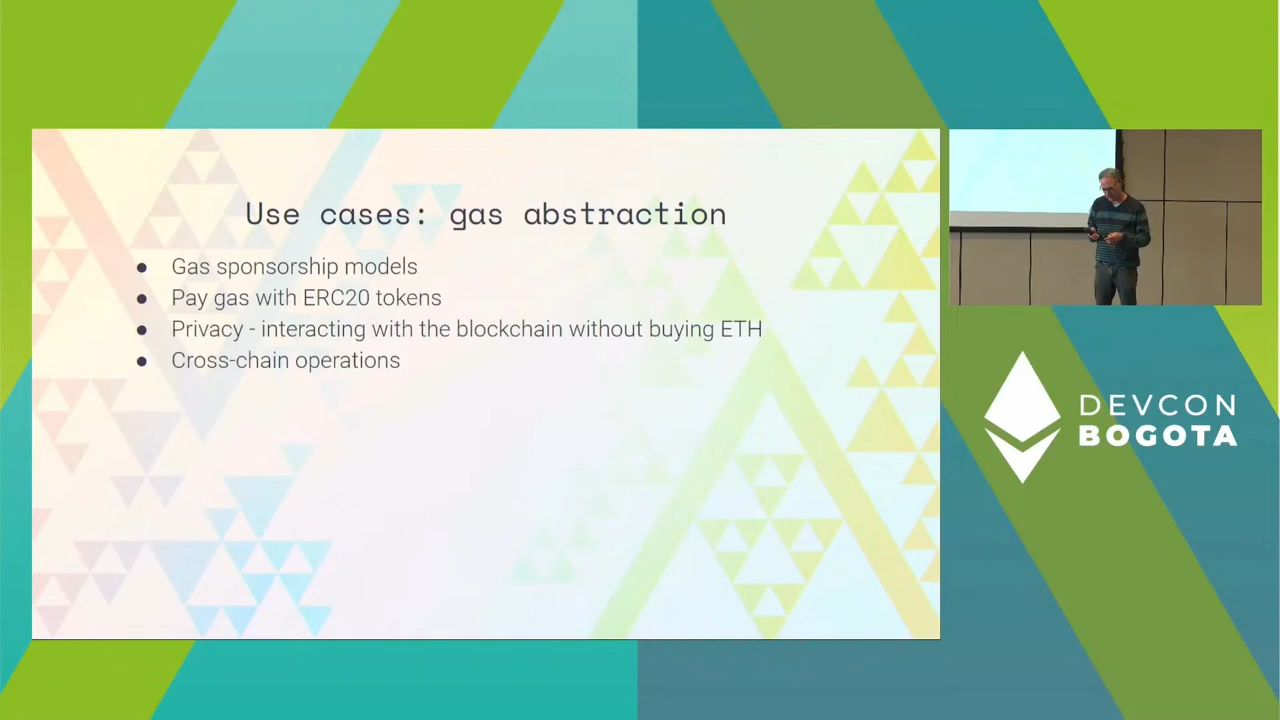 Use cases: gas abstraction
● Gas sponsorship models
● Pay gas with ERC20 tokens
● Privacy - interacting with the blockchain without buying ETH
● Cross-chain operations
DEVCON
BOGOTA